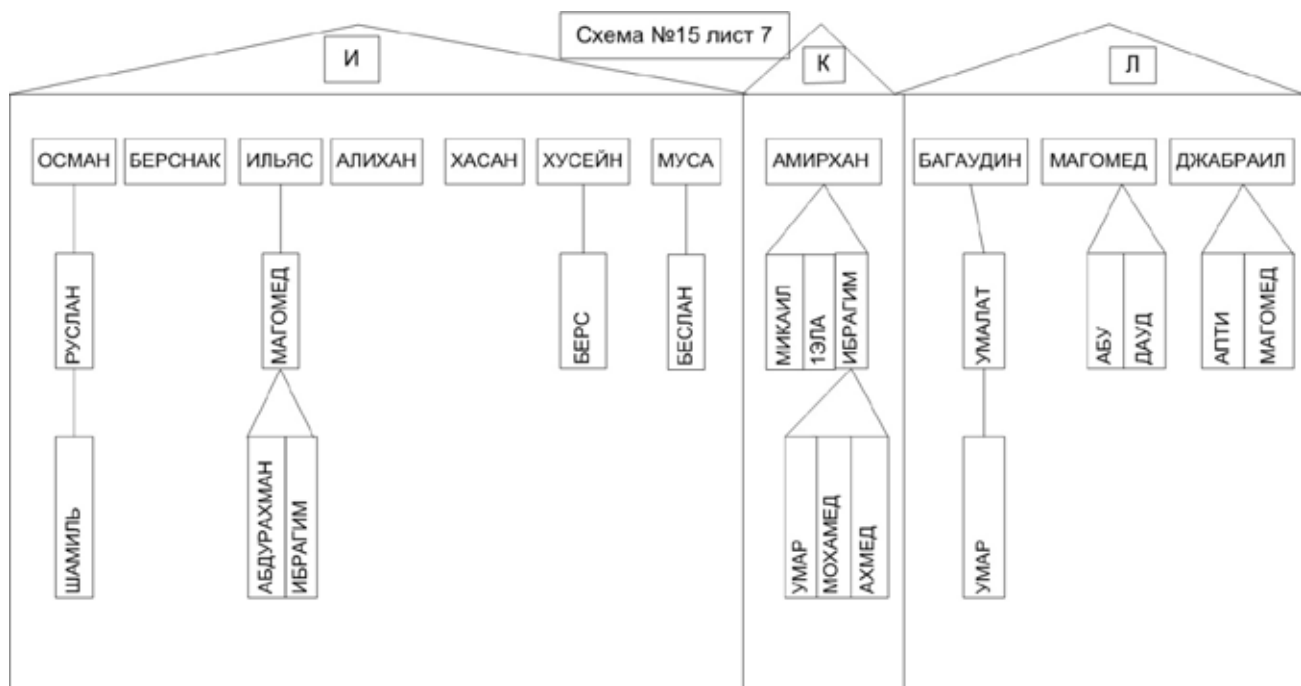 Схема №15 лист 7
И
К
Л
ОСМАН
БЕРСНАК
ИЛЬЯС
АЛИХАН
ХАСАН
ХУСЕЙН
МУСА
АМИРХАН
БАГАУДИН
МАГОМЕД
ДЖАБРАИЛ
РУСЛАН
МАГОМЕД
БЕРС
БЕСЛАН
МИКАИЛ
1ЭЛА
ИБРАГИМ
УМАЛАТ
АБУ
ДАУД
АПТИ
МАГОМЕД
ШАМИЛЬ
АБДУРАХМАН
ИБРАГИМ
УМАР
МОХАМЕД
АХМЕД
УМАР